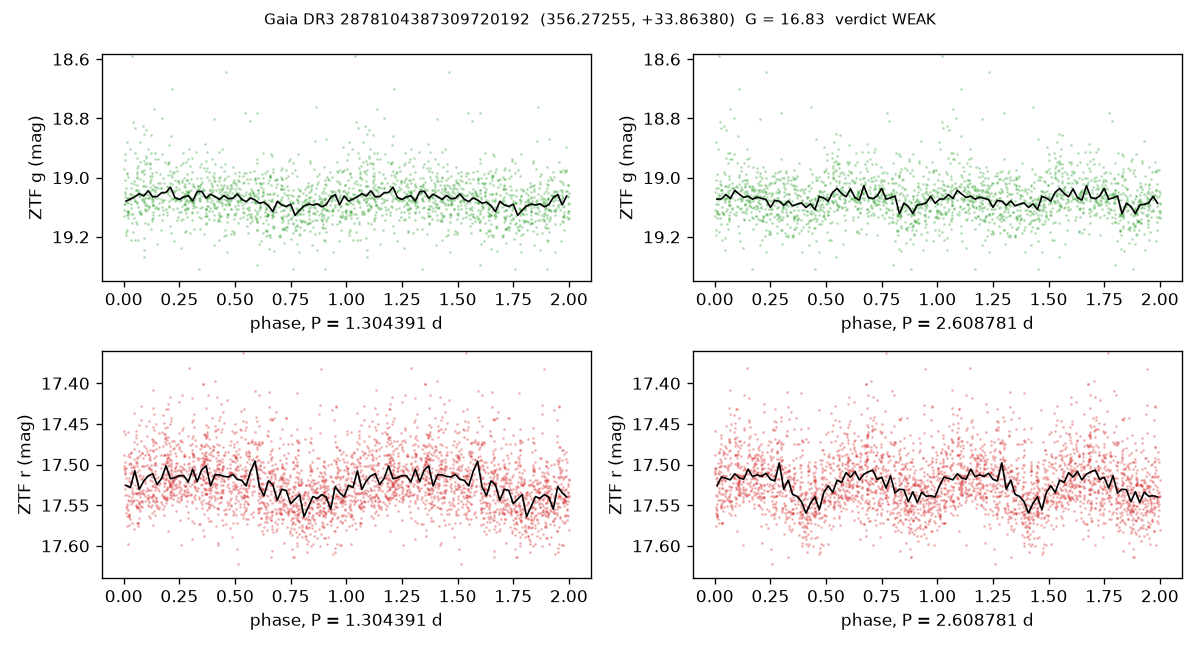 Gaia DR3 2878104387309720192 (356.27255, +33.86380) G = 16.83 verdict WEAK
ZTF g (mag)
18.6
18.8
19.0
19.2
0.00 0.25 0.50 0.75 1.00 1.25 1.50 1.75 2.00
phase, P = 1.304391 d
ZTF g (mag)
18.6
18.8
19.0
19.2
0.00 0.25 0.50 0.75 1.00 1.25 1.50 1.75 2.00
phase, P = 2.608781 d
ZTF r (mag)
17.40
17.45
17.50
17.55
17.60
0.00 0.25 0.50 0.75 1.00 1.25 1.50 1.75 2.00
phase, P = 1.304391 d
ZTF r (mag)
17.40
17.45
17.50
17.55
17.60
0.00 0.25 0.50 0.75 1.00 1.25 1.50 1.75 2.00
phase, P = 2.608781 d